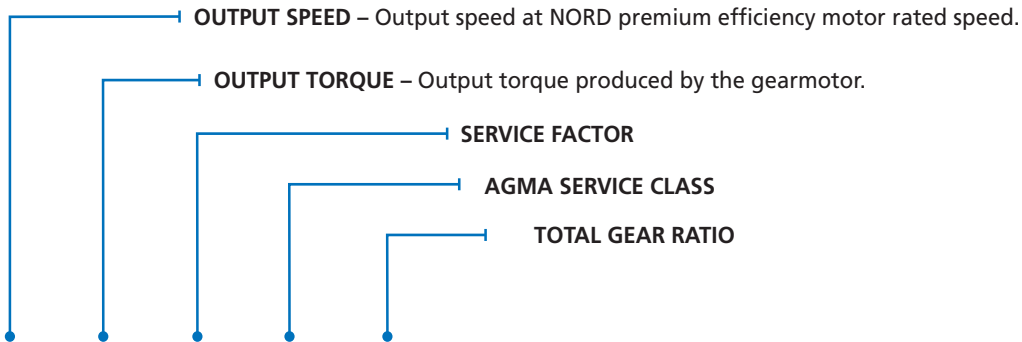 OUTPUT SPEED – Output speed at NORD premium efficiency motor rated speed.
OUTPUT TORQUE – Output torque produced by the gearmotor.
SERVICE FACTOR
AGMA SERVICE CLASS
TOTAL GEAR RATIO